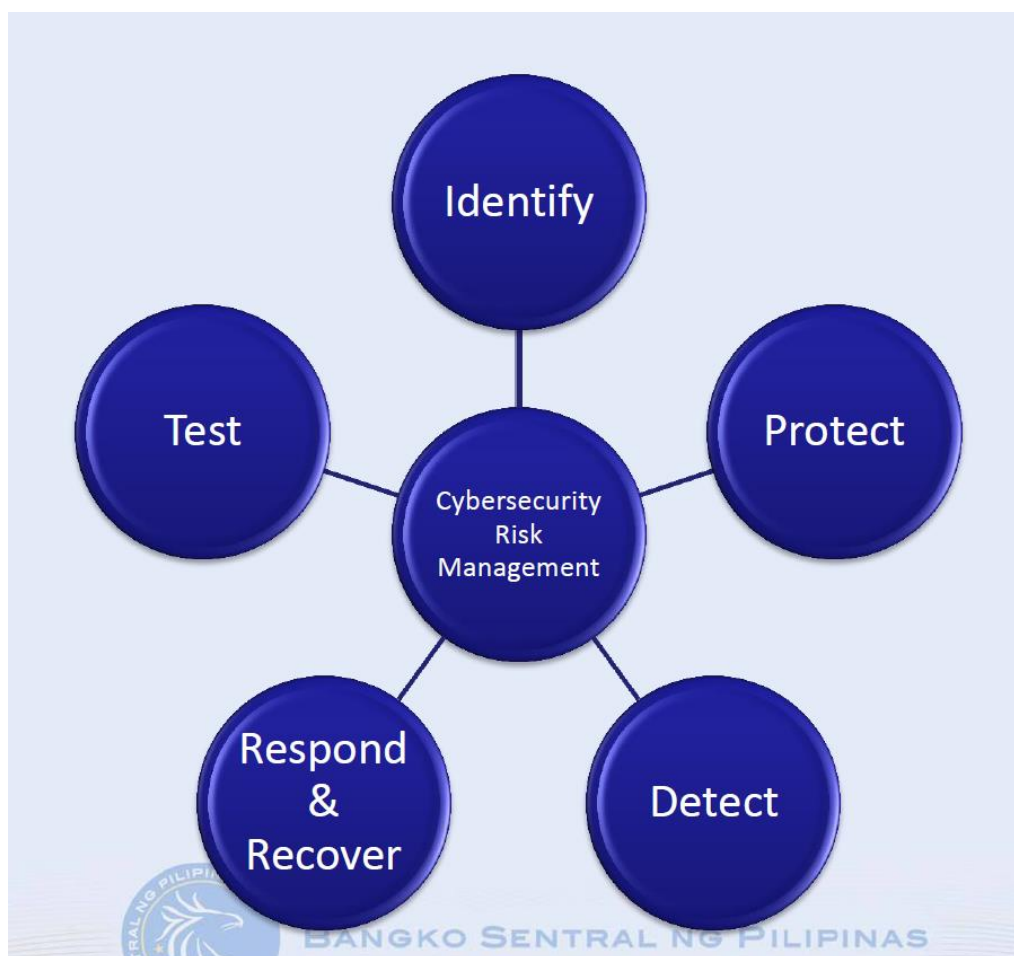 Identify
Test
Protect
Cybersecurity
Risk
Management
Respond
&
Recover
Detect
BANGKO SENTRAL NG PILIPINAS